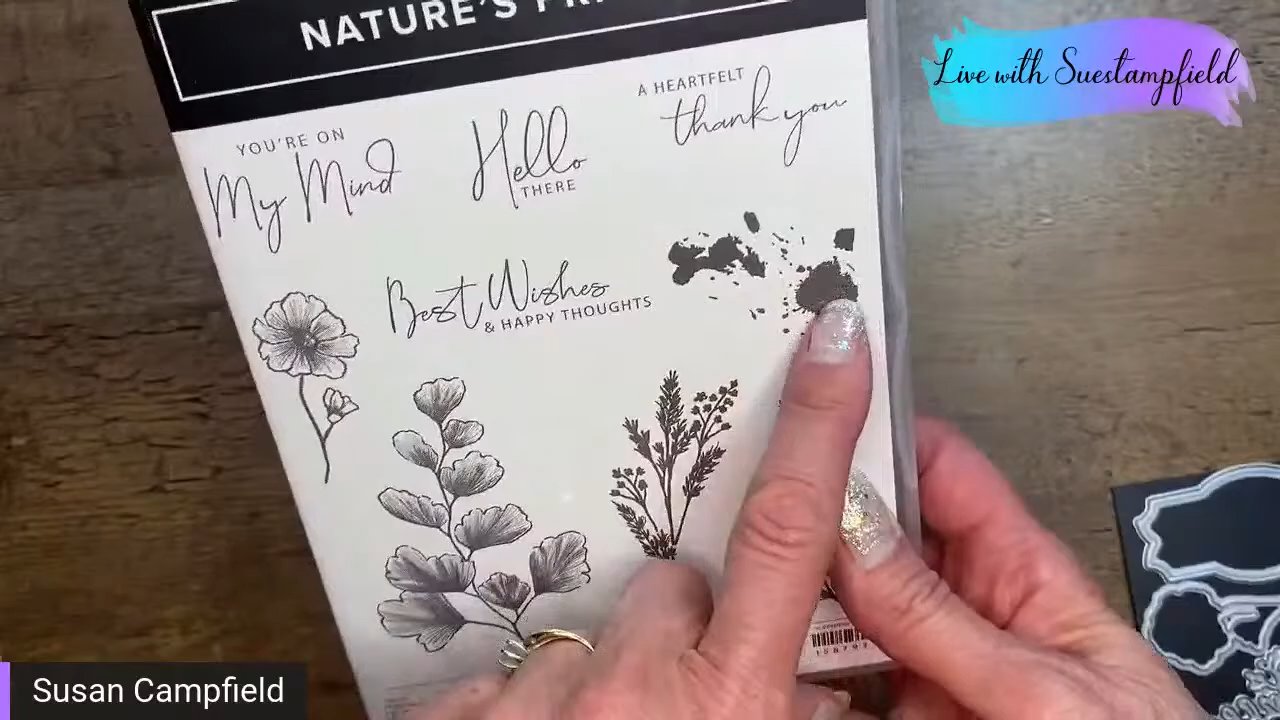 NATURE'S
Live with Suestampfield
A HEARTFELT
thank you
YOU'RE ON
My Mind
Hello
THERE
Best Wishes
& HAPPY THOUGHTS
Susan Campfield